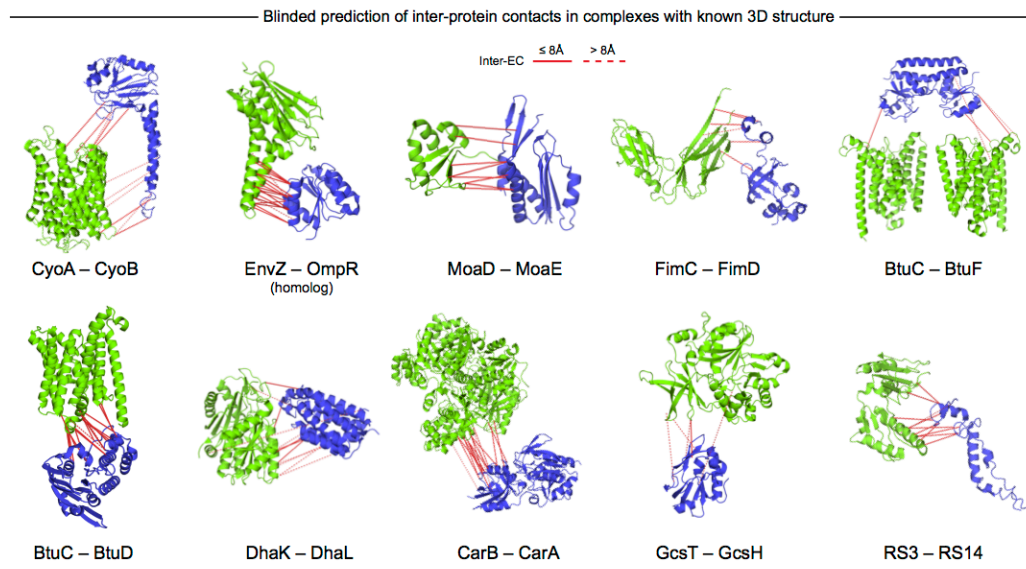 Blinded prediction of inter-protein contacts in complexes with known 3D structure
≤ 8Å > 8Å
Inter-EC
CyoA – CyoB
EnvZ – OmpR
(homolog)
MoaD – MoaE
FimC – FimD
BtuC – BtuF
BtuC – BtuD
DhaK – DhaL
CarB – CarA
GcsT – GcsH
RS3 – RS14